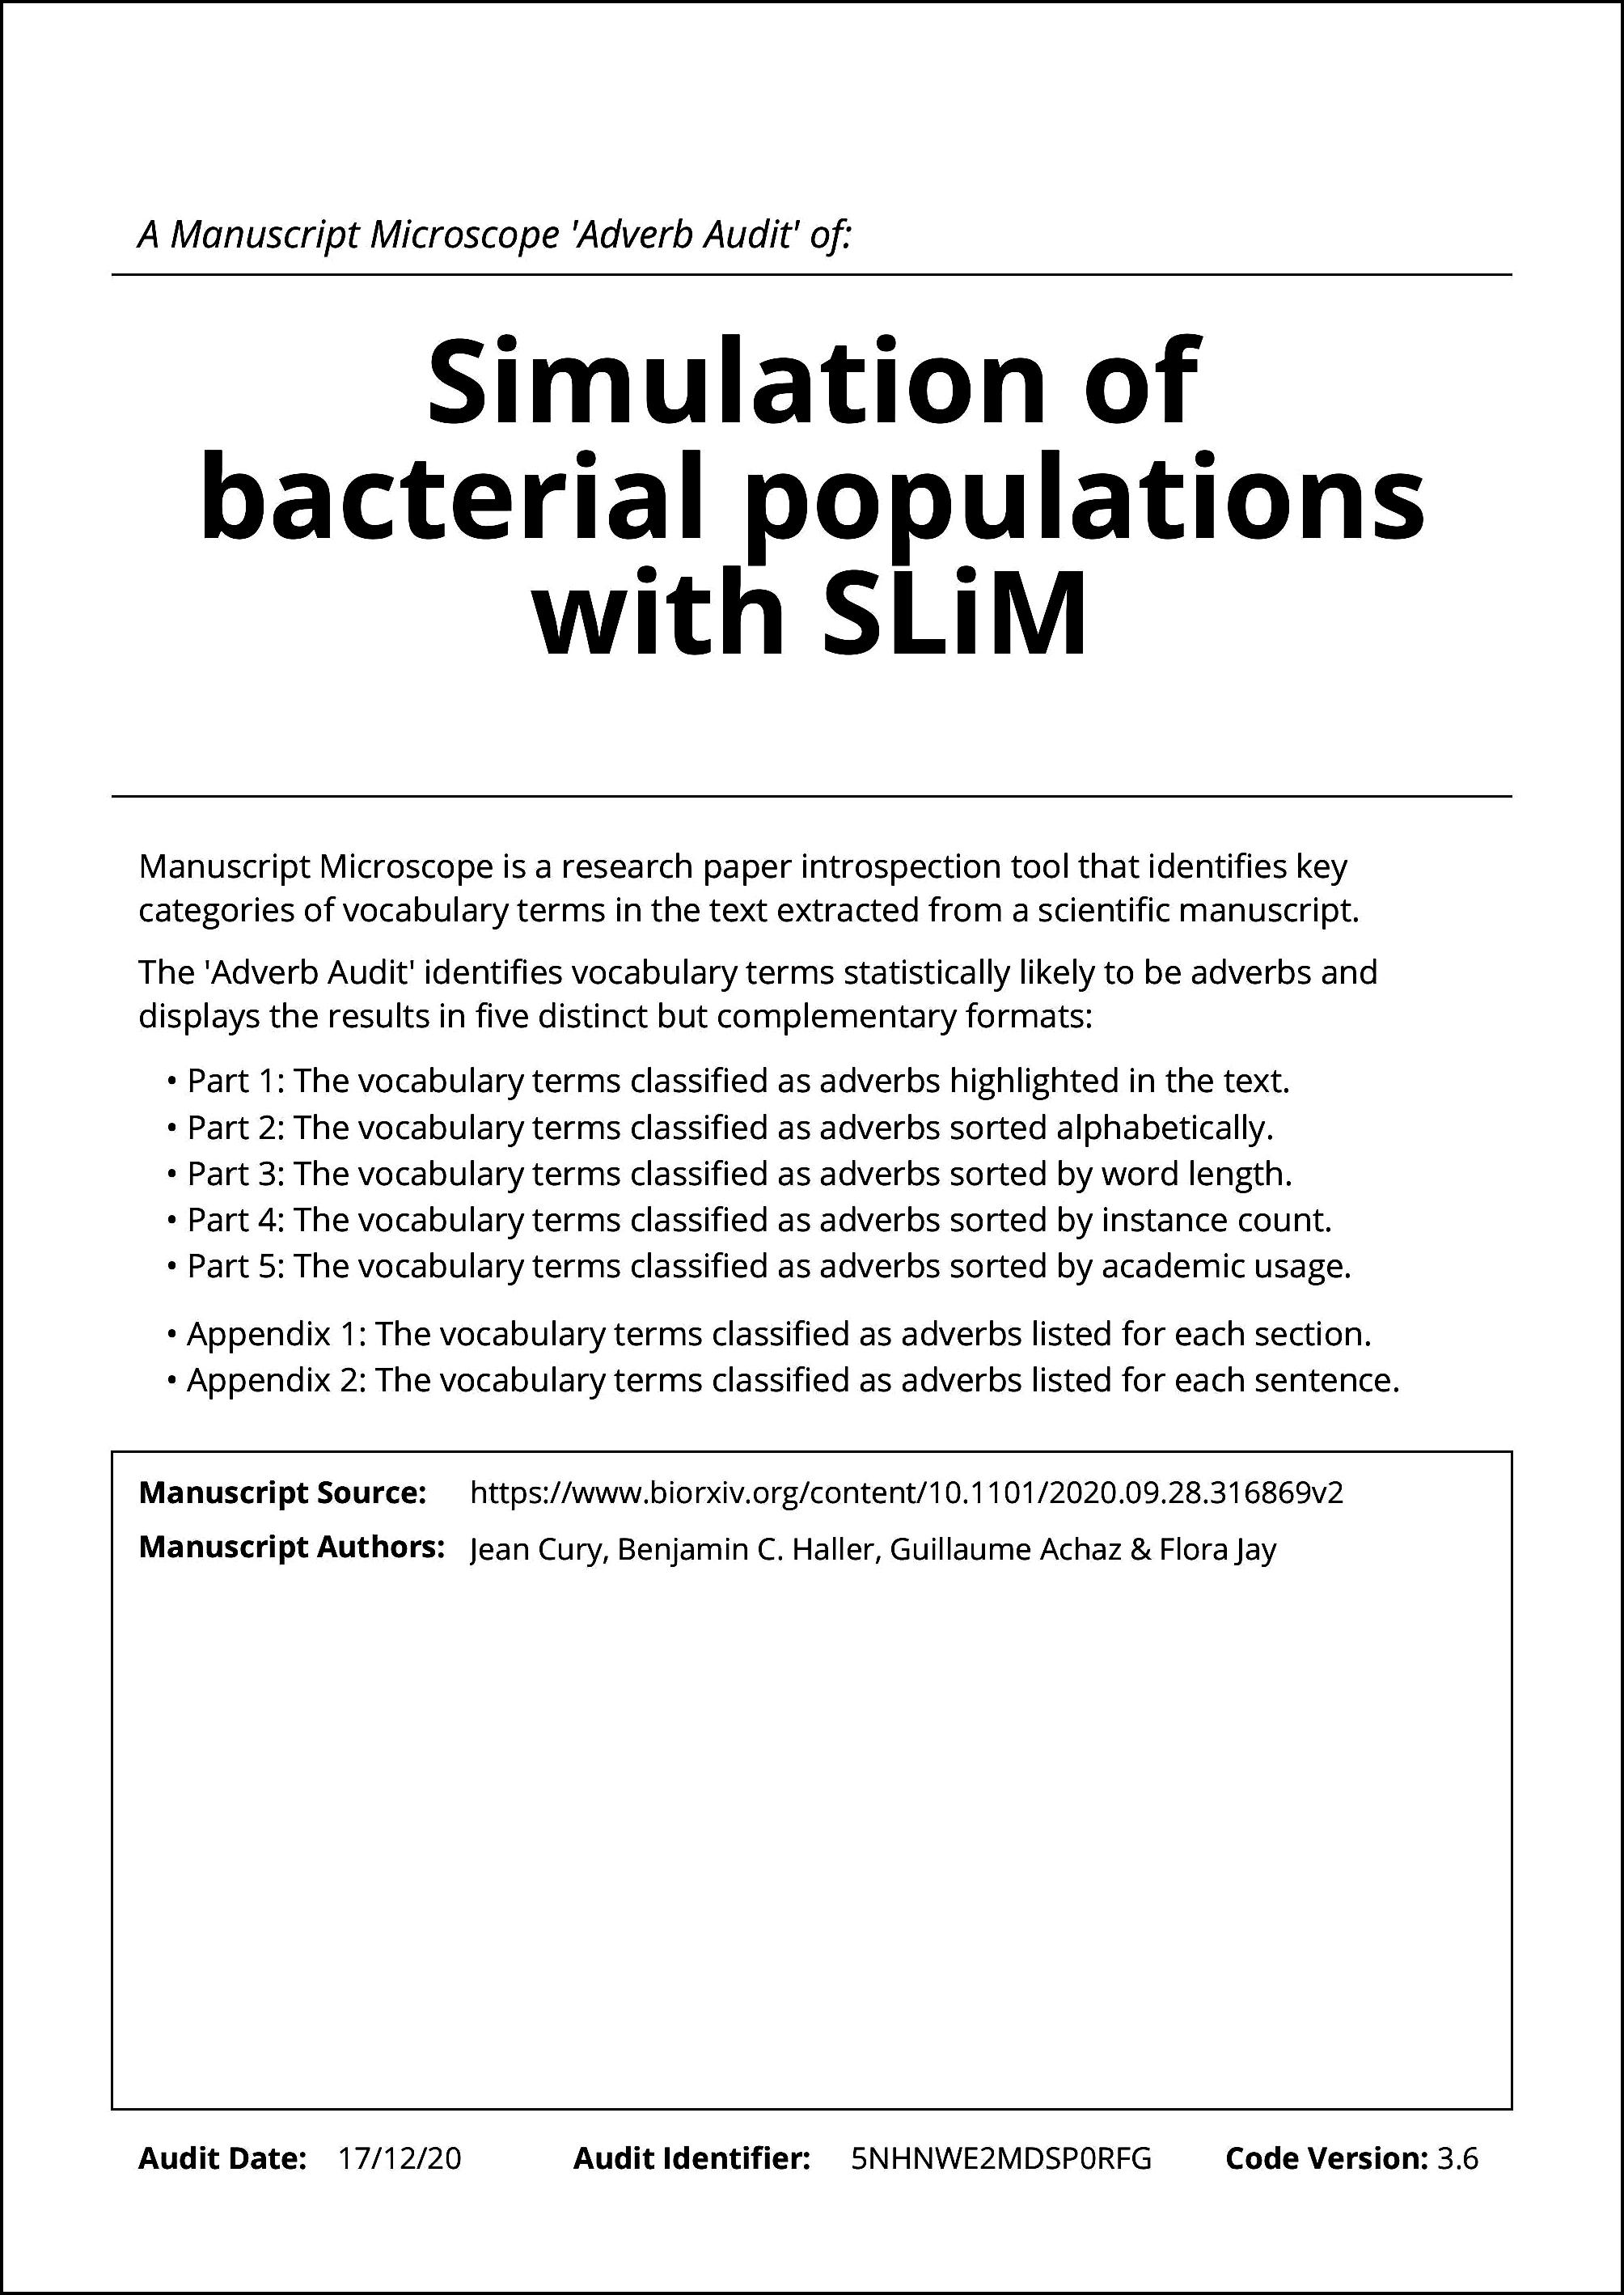 A Manuscript Microscope 'Adverb Audit' of:
Simulation of
bacterial populations
with SLiM
Manuscript Microscope is a research paper introspection tool that identifies key
categories of vocabulary terms in the text extracted from a scientific manuscript.
The 'Adverb Audit' identifies vocabulary terms statistically likely to be adverbs and
displays the results in five distinct but complementary formats:
• Part 1: The vocabulary terms classified as adverbs highlighted in the text.
• Part 2: The vocabulary terms classified as adverbs sorted alphabetically.
• Part 3: The vocabulary terms classified as adverbs sorted by word length.
• Part 4: The vocabulary terms classified as adverbs sorted by instance count.
• Part 5: The vocabulary terms classified as adverbs sorted by academic usage.
• Appendix 1: The vocabulary terms classified as adverbs listed for each section.
• Appendix 2: The vocabulary terms classified as adverbs listed for each sentence.
Manuscript Source: https://www.biorxiv.org/content/10.1101/2020.09.28.316869v2
Manuscript Authors: Jean Cury, Benjamin C. Haller, Guillaume Achaz & Flora Jay
Audit Date: 17/12/20 Audit Identifier: 5NHNWE2MDSP0RFG Code Version: 3.6